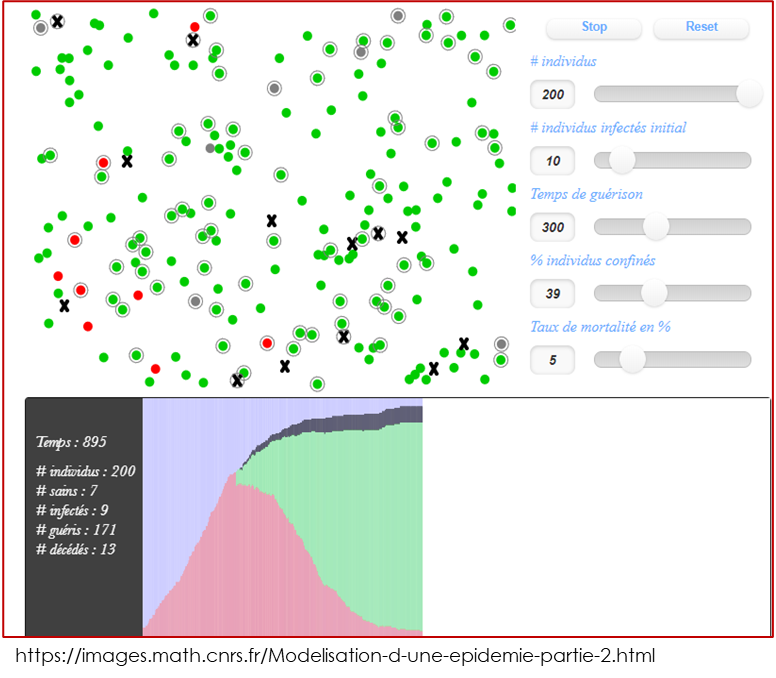 Stop Reset
# individus
200
# individus infectés initial
10
Temps de guérison
300
% individus confinés
39
Taux de mortalité en %
5
Temps : 895
# individus : 200
# sains : 7
# infectés : 9
# guéris : 171
# décédés : 13
https://images.math.cnrs.fr/Modelisation-d-une-epidemie-partie-2.html